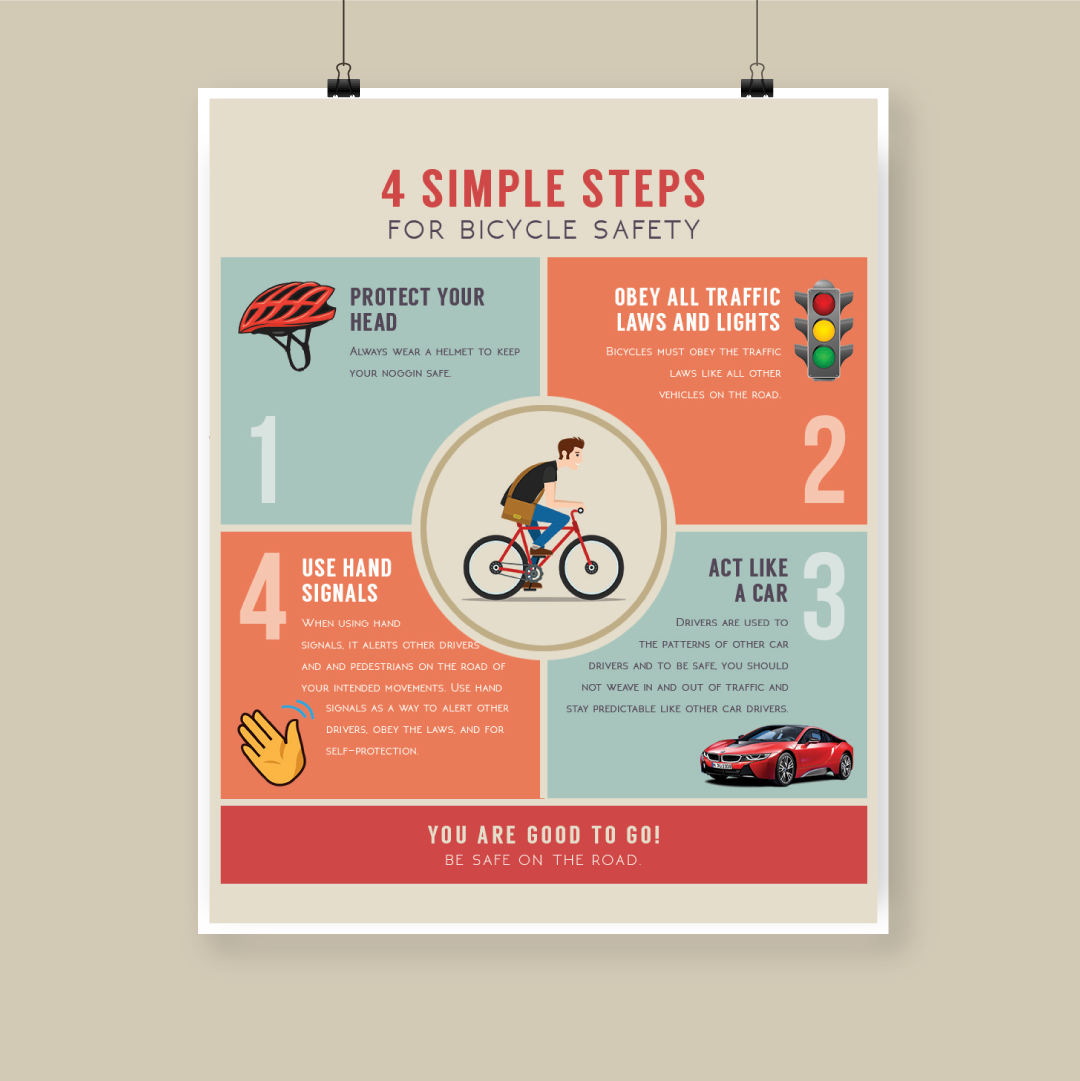 4 SIMPLE STEPS
FOR BICYCLE SAFETY
PROTECT YOUR
HEAD
ALWAYS WEAR A HELMET TO KEEP
YOUR NOGGIN SAFE.
1
OBEY ALL TRAFFIC
LAWS AND LIGHTS
BICYCLES MUST OBEY THE TRAFFIC
LAWS LIKE ALL OTHER
VEHICLES ON THE ROAD.
2
ACT LIKE
A CAR
DRIVERS ARE USED TO
THE PATTERNS OF OTHER CAR
DRIVERS AND TO BE SAFE, YOU SHOULD
NOT WEAVE IN AND OUT OF TRAFFIC AND
STAY PREDICTABLE LIKE OTHER CAR DRIVERS.
3
4
USE HAND
SIGNALS
WHEN USING HAND
SIGNALS, IT ALERTS OTHER DRIVERS
AND AND PEDESTRIANS ON THE ROAD OF
YOUR INTENDED MOVEMENTS. USE HAND
SIGNALS AS A WAY TO ALERT OTHER
DRIVERS, OBEY THE LAWS, AND FOR
SELF-PROTECTION.
YOU ARE GOOD TO GO!
BE SAFE ON THE ROAD.